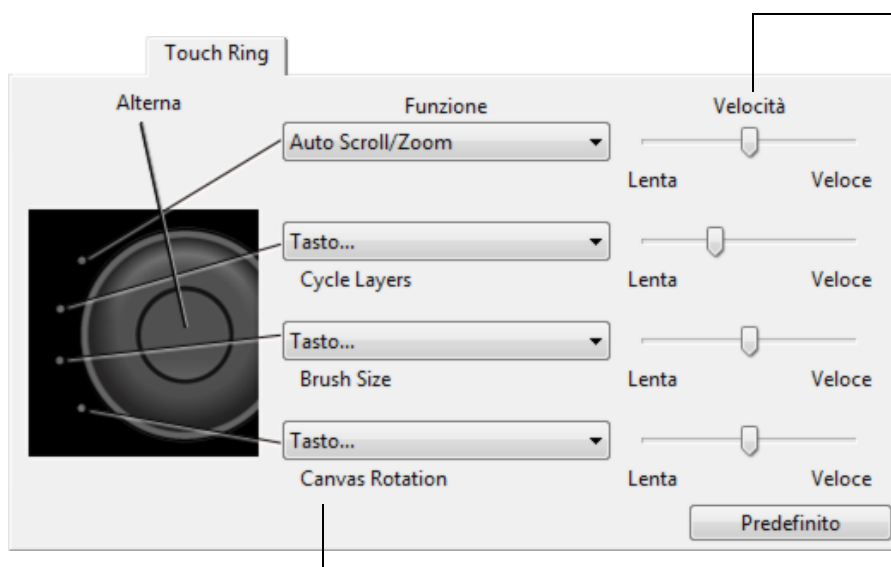 Touch Ring
Alterna Funzione Velocità
Auto Scroll/Zoom
Lenta Veloce
Tasto...
Cycle Layers Lenta Veloce
Tasto...
Brush Size Lenta Veloce
Tasto...
Canvas Rotation Lenta Veloce
Predefinito